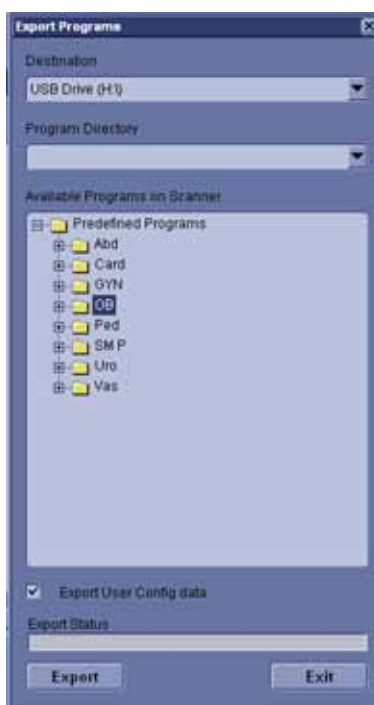 Export Programs
Destination
USB Drive (H:\)
Program Directory
Available Programs on Scanner
Predefined Programs
Abd
Card
GYN
OB
Ped
SM P
Uro
Vas
Export User Config data
Export Status
Export
Exit